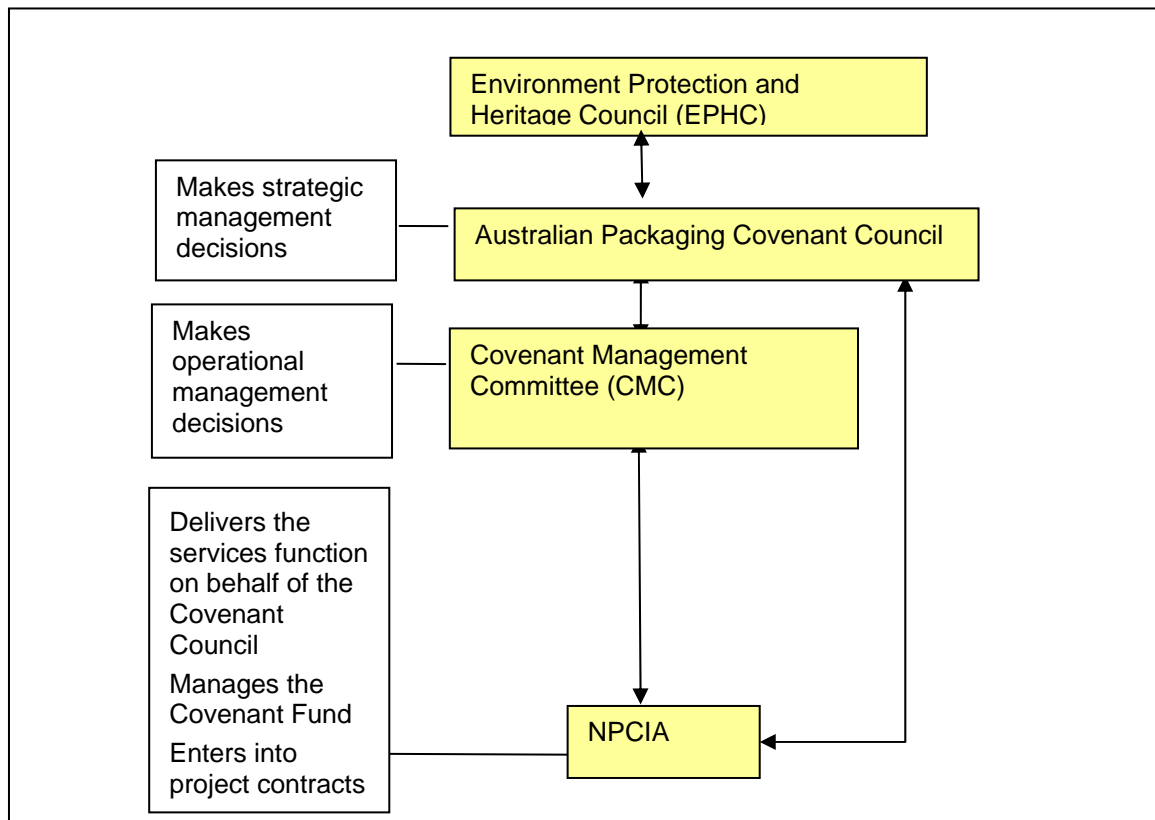 Environment Protection and
Heritage Council (EPHC)
Makes strategic
management
decisions
Australian Packaging Covenant Council
Makes
operational
management
decisions
Covenant Management
Committee (CMC)
Delivers the
services function
on behalf of the
Covenant
Council
Manages the
Covenant Fund
Enters into
project contracts
NPCIA